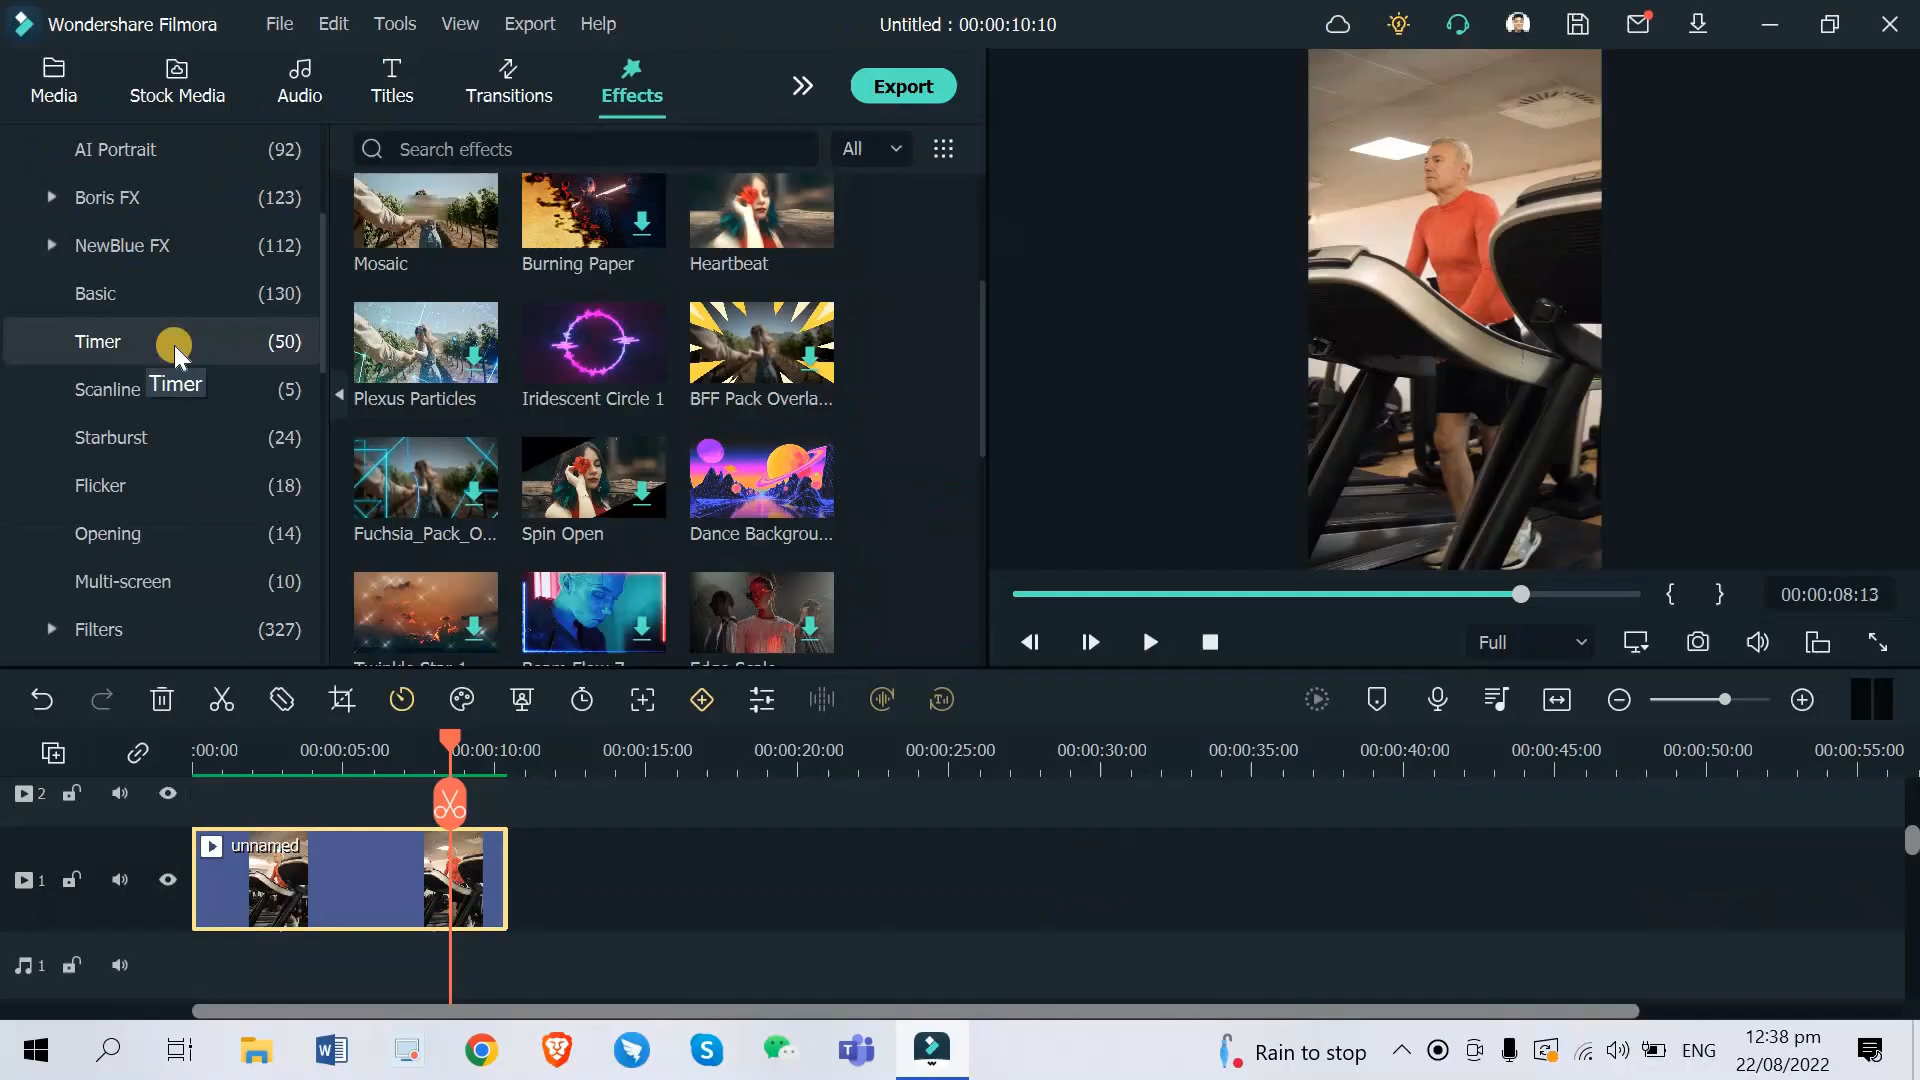 Wondershare Filmora
File Edit Tools View Export Help
Untitled : 00:00:10:10
Media Stock Media Audio Titles Transitions Effects
Export
AI Portrait (92)
Boris FX (123)
NewBlue FX (112)
Basic (130)
Timer (50)
Timer
Scanline (5)
Starburst (24)
Flicker (18)
Opening (14)
Multi-screen (10)
Filters (327)
Search effects
All
Mosaic Burning Paper Heartbeat
Plexus Particles Iridescent Circle 1 BFF Pack Overla...
Fuchsia_Pack_O... Spin Open Dance Backgrou...
Twinkle Star 1 Beam Flow 7 Edge Scale
{ } 00:00:08:13
Full
:00:00 00:00:05:00 00:00:10:00 00:00:15:00 00:00:20:00 00:00:25:00 00:00:30:00 00:00:35:00 00:00:40:00 00:00:45:00 00:00:50:00 00:00:55:00
2
unnamed
1
1
Rain to stop
ENG
12:38 pm
22/08/2022